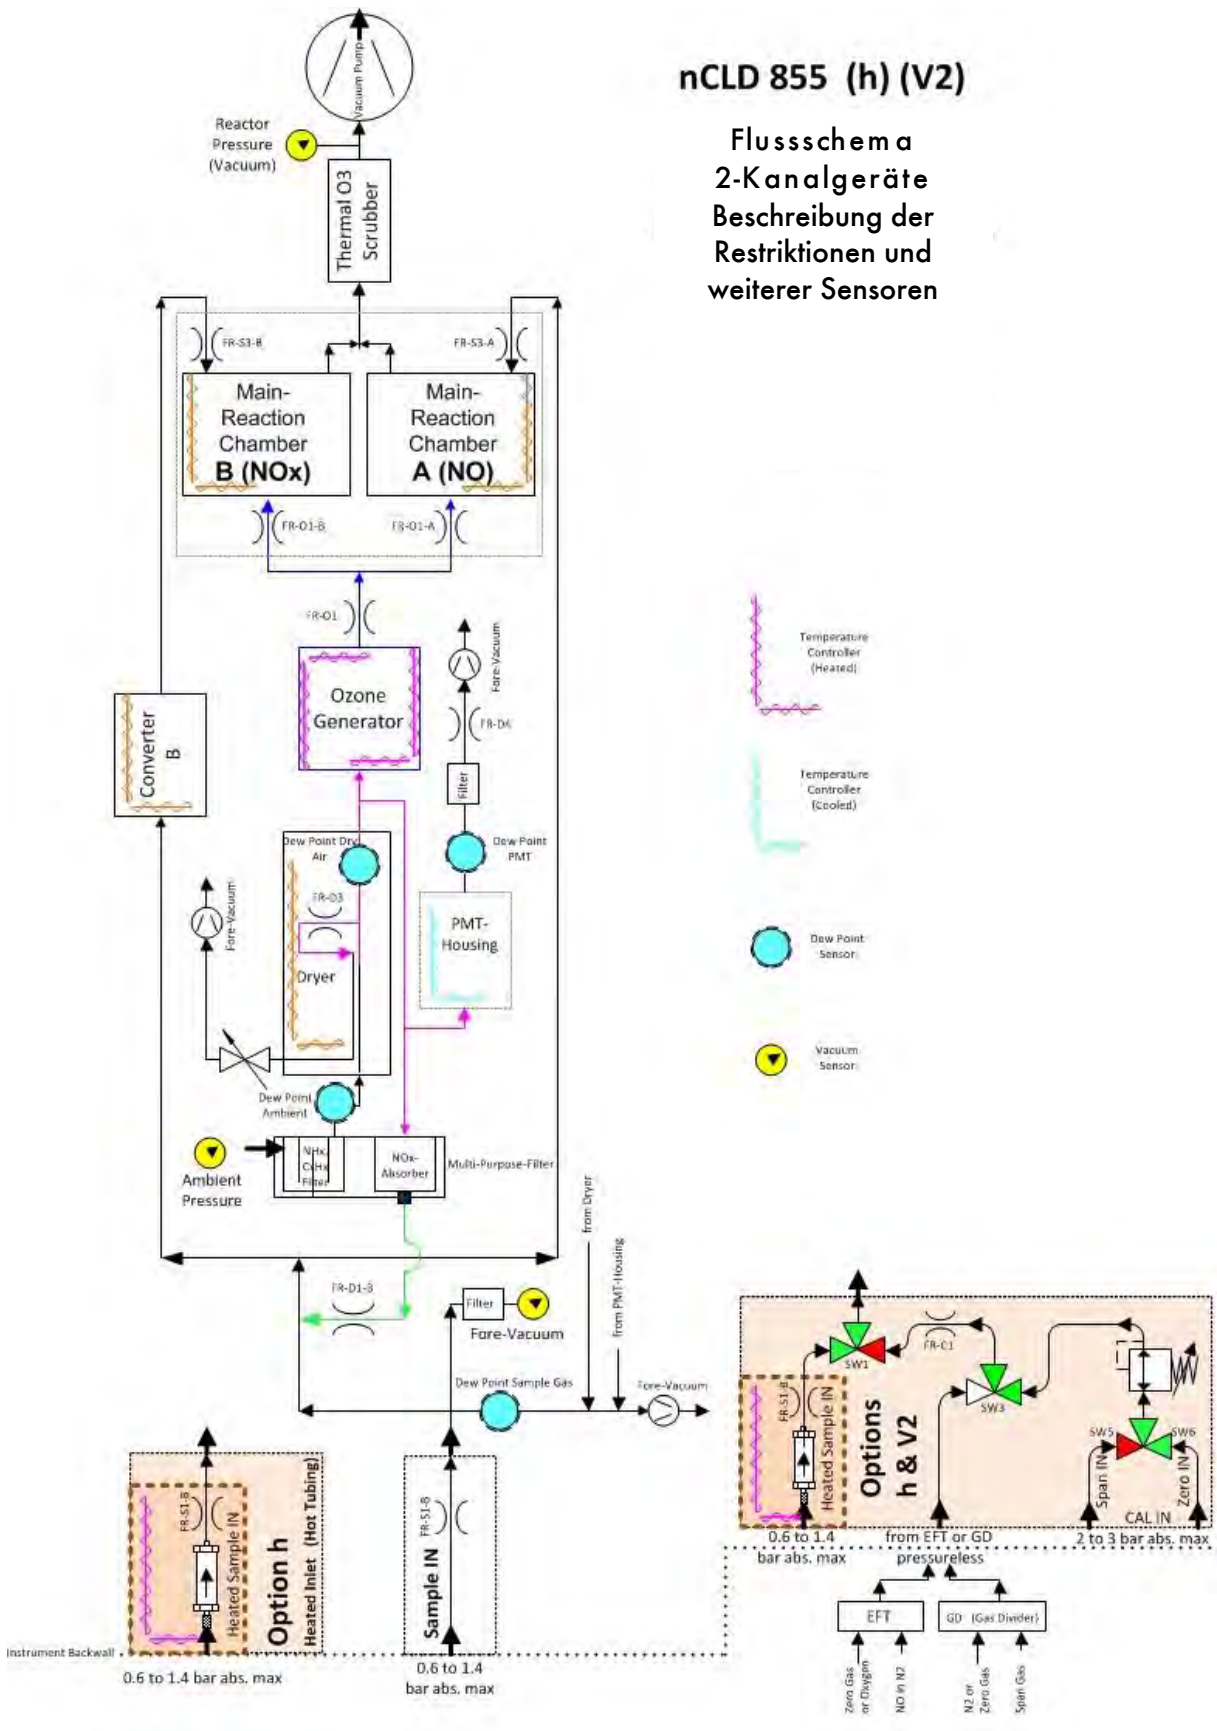 nCLD 855 (h) (V2)
Flussschema
2-Kanalgeräte
Beschreibung der
Restriktionen und
weiterer Sensoren
Vacuum Pump
Reactor
Pressure
(Vacuum)
Thermal O3
Scrubber
FR-S3-B
FR-S3-A
Main-
Reaction
Chamber
B (NOx)
Main-
Reaction
Chamber
A (NO)
FR-O1-B
FR-O1-A
FR-O1
Ozone
Generator
Fore-Vacuum
FR-D4
Filter
Dew Point
PMT
PMT-
Housing
Converter
B
Dew Point Dry
Air
FR-D3
Dryer
Fore-Vacuum
Dew Point
Ambient
Ambient
Pressure
NHx,
CxHx
Filter
NOx-
Absorber
Multi-Purpose-Filter
Temperature
Controller
(Heated)
Temperature
Controller
(Cooled)
Dew Point
Sensor
Vacuum
Sensor
from Dryer
from PMT-Housing
FR-D1-B
Filter
Fore-Vacuum
Dew Point Sample Gas
Fore-Vacuum
FR-S1-B
Heated Sample IN
Option h
Heated Inlet (Hot Tubing)
Sample IN
FR-S1-B
Instrument Backwall
0.6 to 1.4 bar abs. max
0.6 to 1.4
bar abs. max
SW1
FR-C1
SW3
SW5
SW6
FR-S1-B
Heated Sample IN
Options
h & V2
Span IN
Zero IN
CAL IN
0.6 to 1.4
bar abs. max
from EFT or GD
pressureless
2 to 3 bar abs. max
EFT
GD (Gas Divider)
Zero Gas
or Oxygen
NO in N2
N2 or
Zero Gas
Span Gas